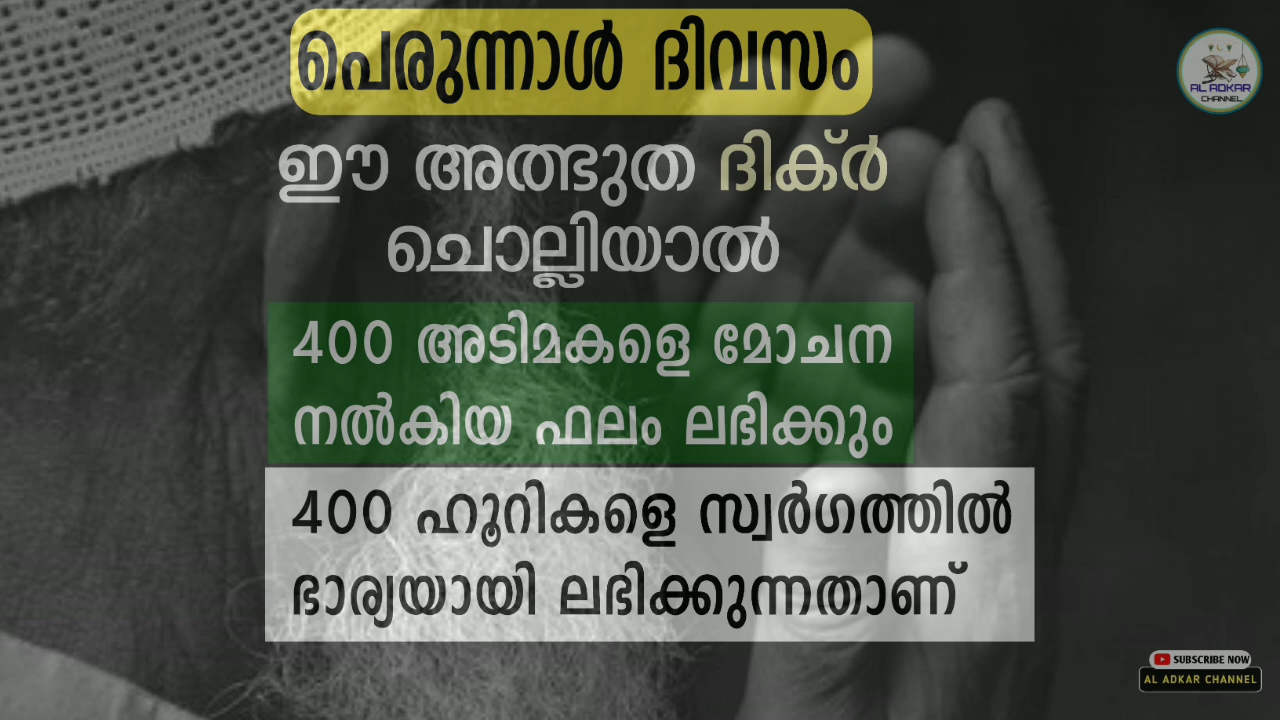 പെരുന്നാൾ ദിവസം
ഈ അത്ഭുത ദിക്ർ
ചൊല്ലിയാൽ
400 അടിമകളെ മോചന
നൽകിയ ഫലം ലഭിക്കും
400 ഹൂറികളെ സ്വർഗത്തിൽ
ഭാര്യയായി ലഭിക്കുന്നതാണ്
AL ADKAR
CHANNEL
SUBSCRIBE NOW
AL ADKAR CHANNEL